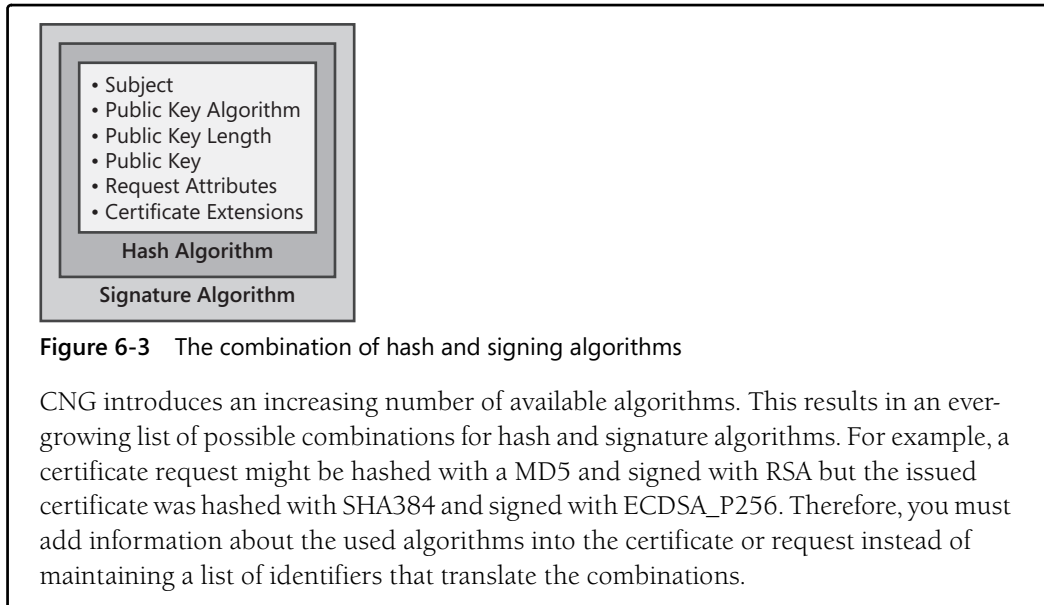 • Subject
• Public Key Algorithm
• Public Key Length
• Public Key
• Request Attributes
• Certificate Extensions
Hash Algorithm
Signature Algorithm
Figure 6-3 The combination of hash and signing algorithms
CNG introduces an increasing number of available algorithms. This results in an ever-
growing list of possible combinations for hash and signature algorithms. For example, a
certificate request might be hashed with a MD5 and signed with RSA but the issued
certificate was hashed with SHA384 and signed with ECDSA_P256. Therefore, you must
add information about the used algorithms into the certificate or request instead of
maintaining a list of identifiers that translate the combinations.